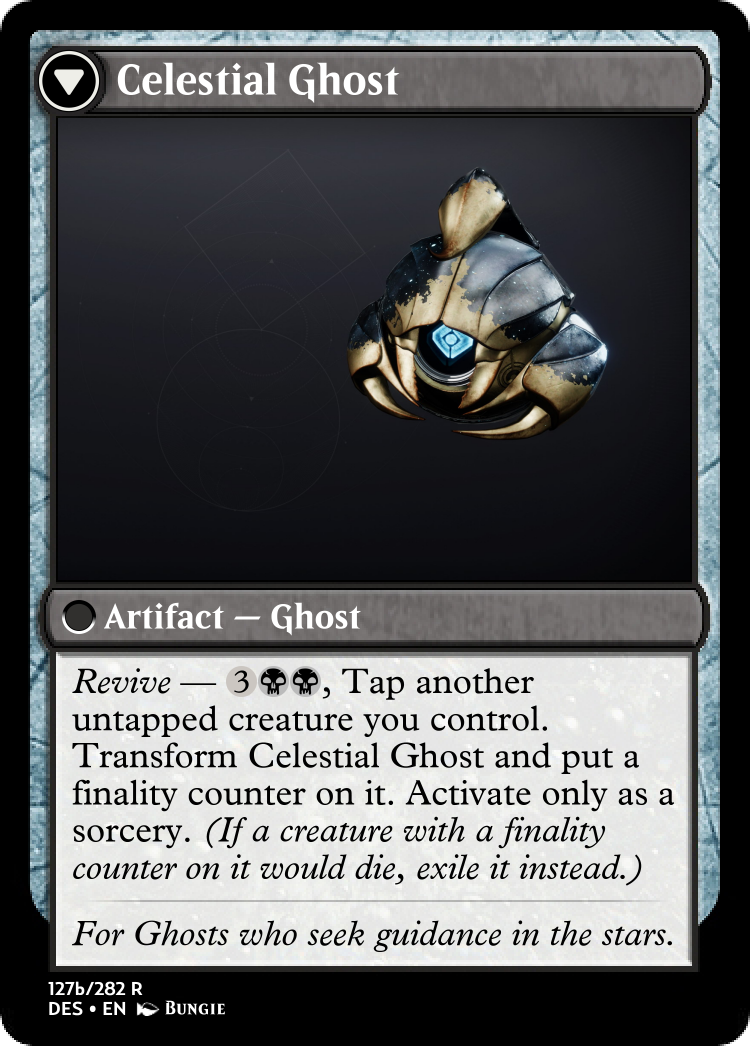 Celestial Ghost
Artifact — Ghost
Revive — 3, Tap another
untapped creature you control.
Transform Celestial Ghost and put a
finality counter on it. Activate only as a
sorcery. (If a creature with a finality
counter on it would die, exile it instead.)
For Ghosts who seek guidance in the stars.
127b/282 R
DES • EN Bungie